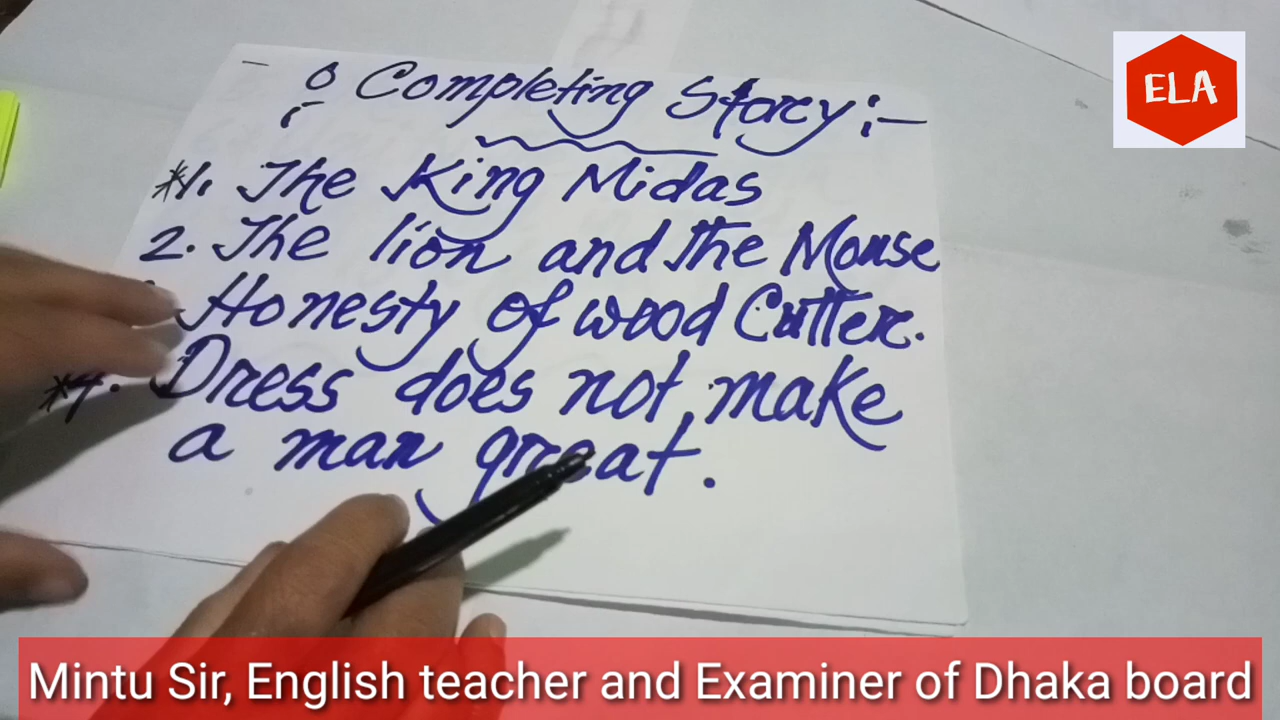 Completing Story :-
*1. The King Midas
2. The lion and the Mouse
Honesty of wood Cutter.
*4. Dress does not make
a man great.
ELA
Mintu Sir, English teacher and Examiner of Dhaka board